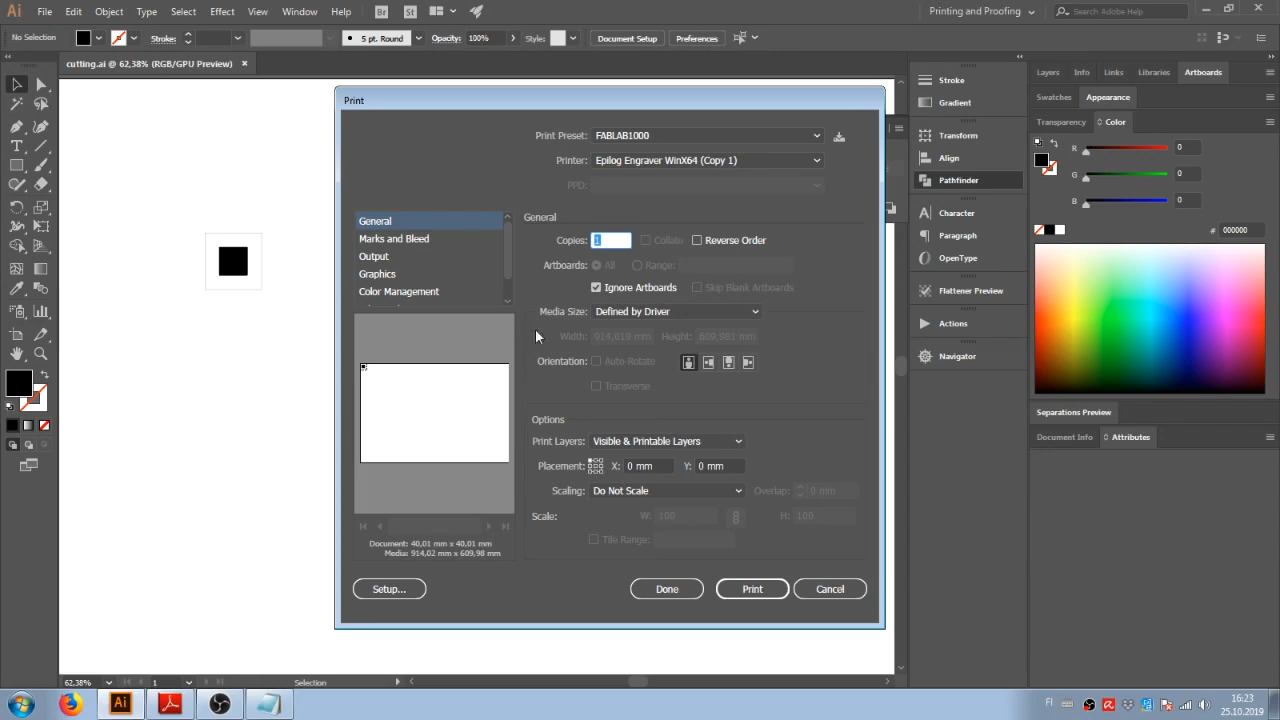 Ai File Edit Object Type Select Effect View Window Help Br St Printing and Proofing Search Adobe Help
No Selection Stroke: 5 pt. Round Opacity: 100% Style: Document Setup Preferences
cutting.ai @ 62,38% (RGB/GPU Preview)
Print
Print Preset: FABLAB1000
Printer: Epilog Engraver WinX64 (Copy 1)
PPD:
General
Marks and Bleed
Output
Graphics
Color Management
General
Copies: 1 Collate Reverse Order
Artboards: All Range:
Ignore Artboards Skip Blank Artboards
Media Size: Defined by Driver
Width: 914,019 mm Height: 609,981 mm
Orientation: Auto-Rotate
Transverse
Options
Print Layers: Visible & Printable Layers
Placement: X: 0 mm Y: 0 mm
Scaling: Do Not Scale Overlap: 0 mm
Scale: W: 100 H: 100
Tile Range:
Document: 40,01 mm x 40,01 mm
Media: 914,02 mm x 609,98 mm
Setup... Done Print Cancel
Stroke
Gradient
Transform
Align
Pathfinder
Character
Paragraph
OpenType
Flattener Preview
Actions
Navigator
Layers Info Links Libraries Artboards
Swatches Appearance
Transparency Color
R 0
G 0
B 0
# 000000
Separations Preview
Document Info Attributes
62,38% 1 Selection
Ai FI 16:23
25.10.2019